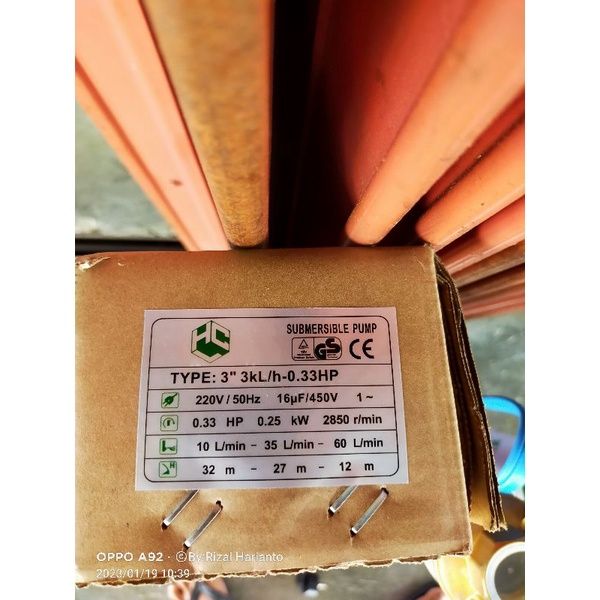 HC
SUBMERSIBLE PUMP
GS CE
TYPE: 3" 3kL/h-0.33HP
220V/50Hz 16μF/450V 1~
0.33 HP 0.25 kW 2850 r/min
10 L/min - 35 L/min - 60 L/min
H 32 m - 27 m - 12 m
OPPO A92 · ©By Rizal Harianto
2023/01/19 10:39